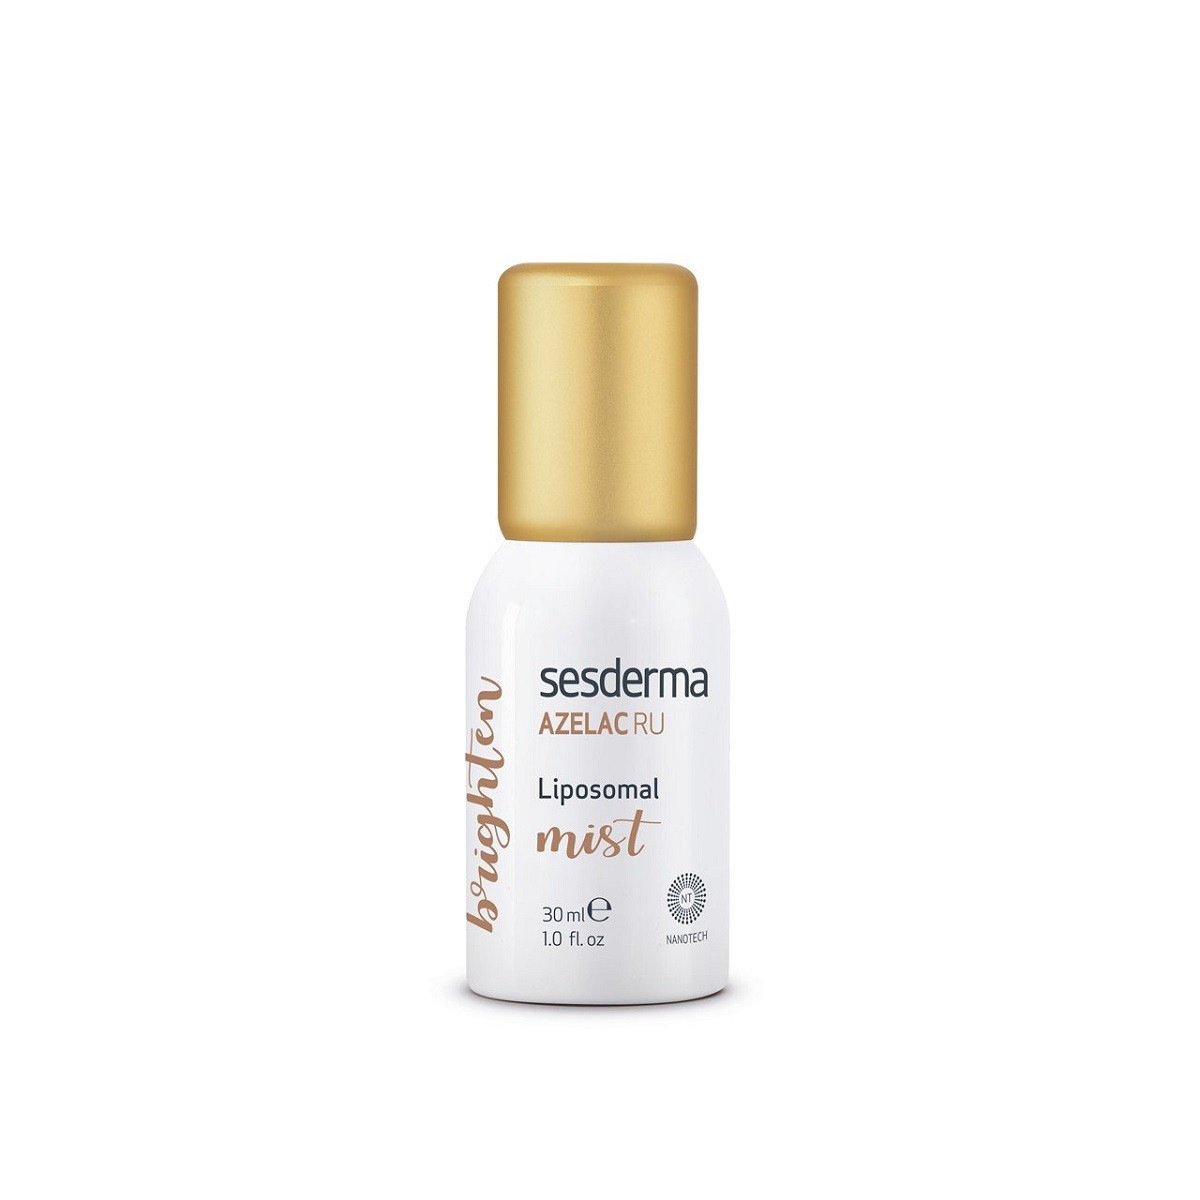 sesderma
AZELAC RU
brighten
Liposomal
mist
30 ml ℮
1.0 fl. oz
NT
NANOTECH